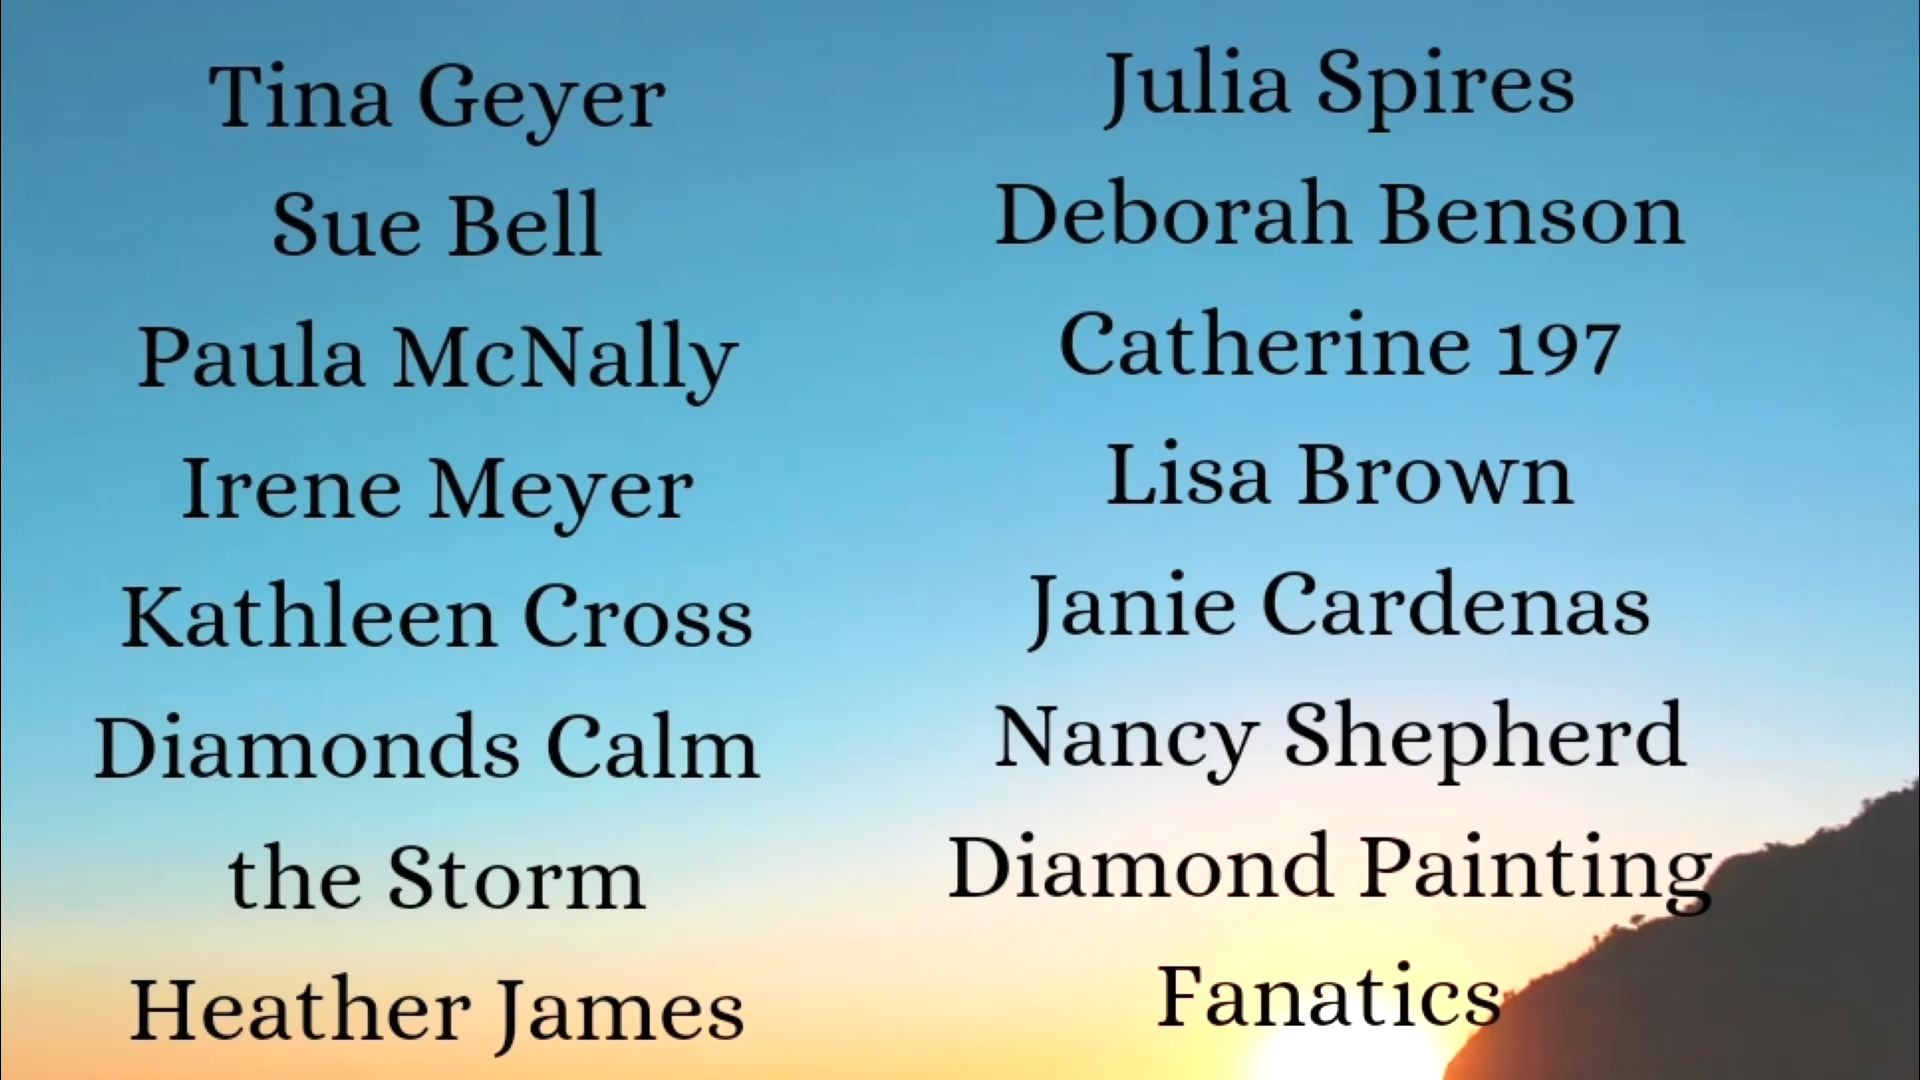 Tina Geyer
Sue Bell
Paula McNally
Irene Meyer
Kathleen Cross
Diamonds Calm
the Storm
Heather James
Julia Spires
Deborah Benson
Catherine 197
Lisa Brown
Janie Cardenas
Nancy Shepherd
Diamond Painting
Fanatics